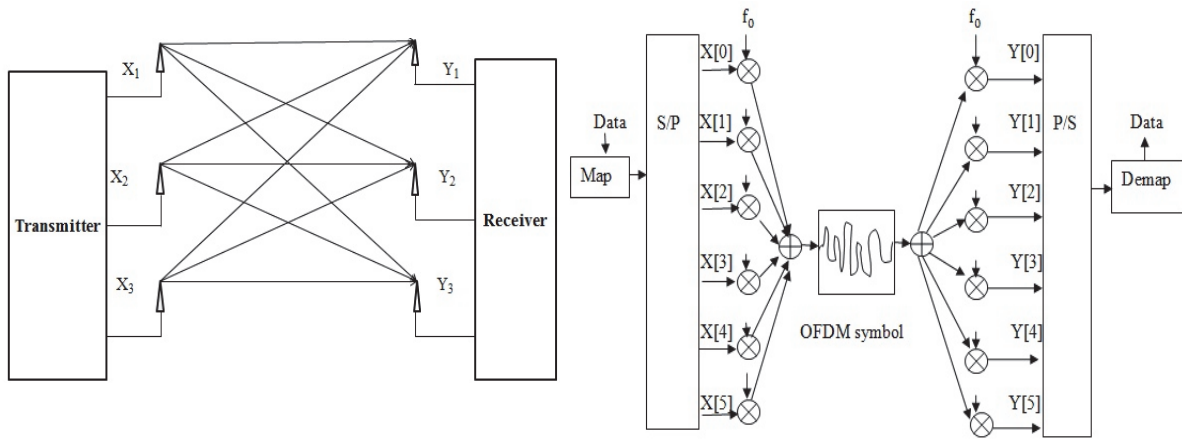 Transmitter
X1
X2
X3
Y1
Y2
Y3
Receiver
Data
Map
S/P
f0
X[0]
X[1]
X[2]
X[3]
X[4]
X[5]
OFDM symbol
f0
Y[0]
Y[1]
Y[2]
Y[3]
Y[4]
Y[5]
P/S
Data
Demap